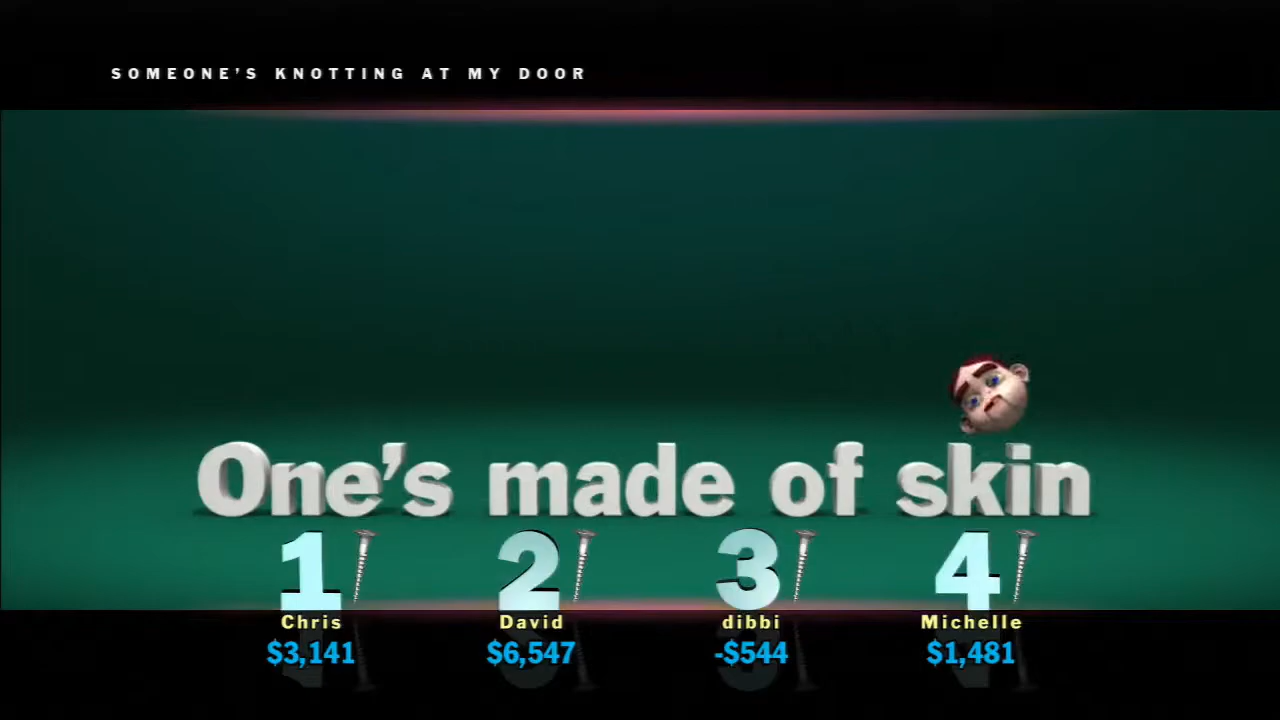 SOMEONE'S KNOTTING AT MY DOOR
One's made of skin
1 2 3 4
Chris David dibbi Michelle
$3,141 $6,547 -$544 $1,481